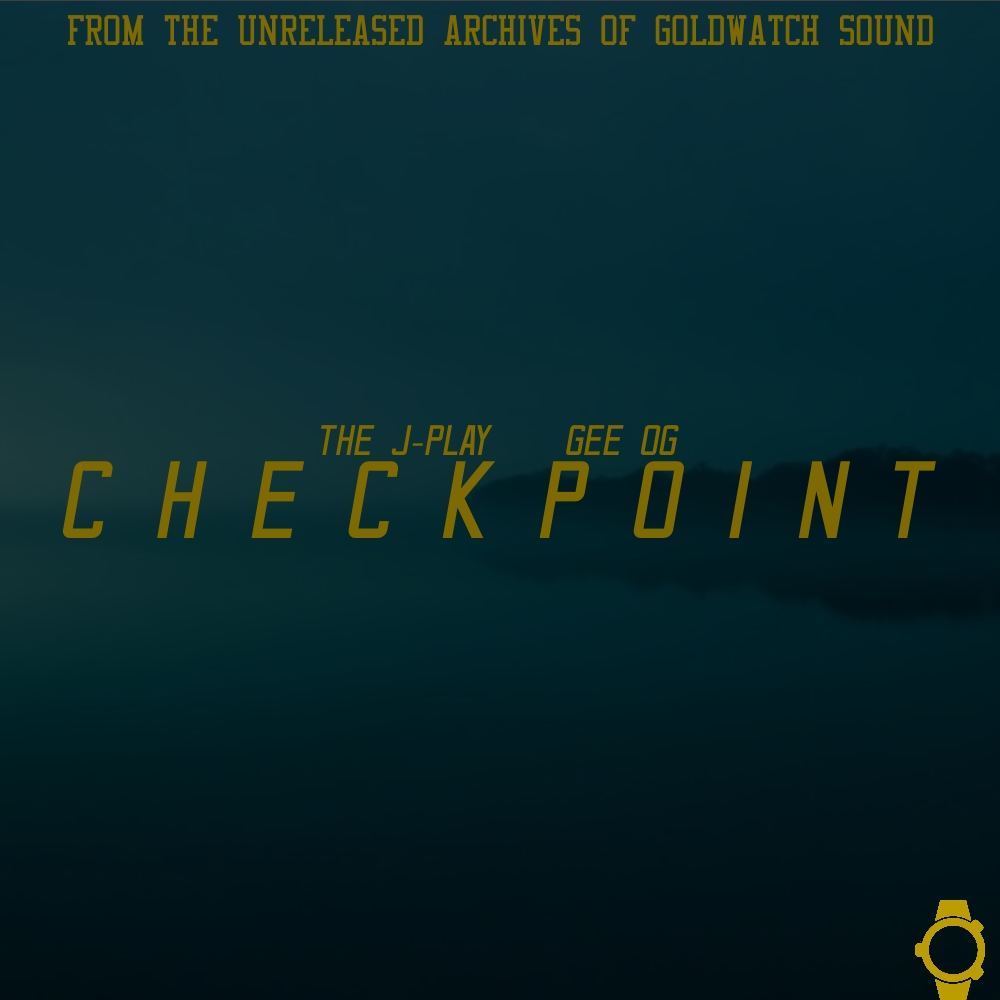 FROM THE UNRELEASED ARCHIVES OF GOLDWATCH SOUND
THE J-PLAY GEE OG
CHECKPOINT